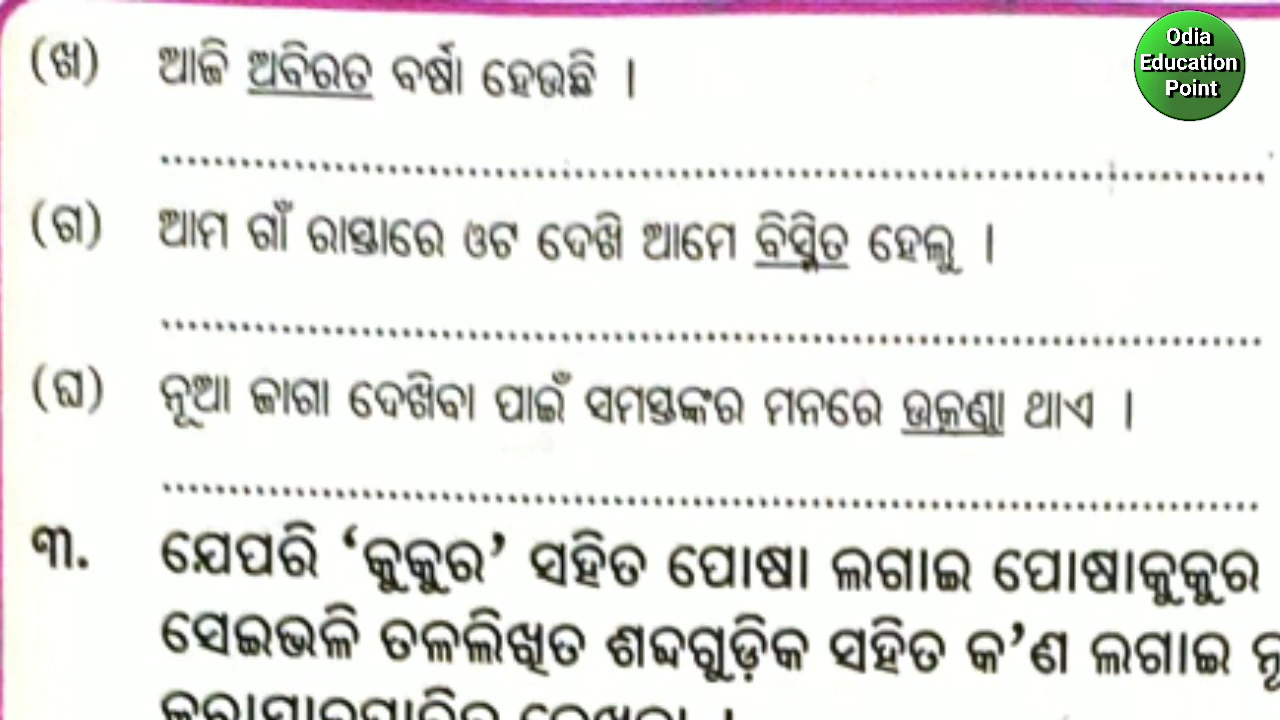 Odia
Education
Point
(ଖ) ଆଜି ଅବିରତ ବର୍ଷା ହେଉଛି ।
(ଗ) ଆମ ଗାଁ ରାସ୍ତାରେ ଓଟ ଦେଖି ଆମେ ବିସ୍ମିତ ହେଲୁ ।
(ଘ) ନୂଆ ଜାଗା ଦେଖିବା ପାଇଁ ସମସ୍ତଙ୍କର ମନରେ ଉତ୍କଣ୍ଠା ଥାଏ ।
୩. ଯେପରି ‘କୁକୁର’ ସହିତ ପୋଷା ଲଗାଇ ପୋଷାକୁକୁର
ସେଇଭଳି ତଳଲିଖିତ ଶବ୍ଦଗୁଡ଼ିକ ସହିତ କ’ଣ ଲଗାଇ